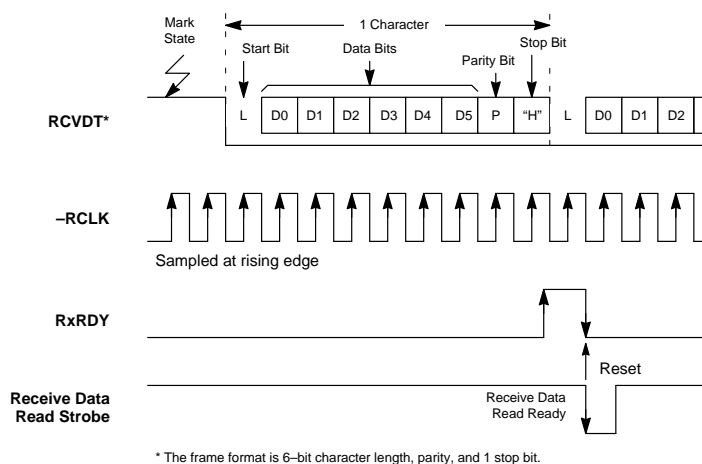 Mark
State
1 Character
Start Bit
Data Bits
Parity Bit
Stop Bit
RCVDT*
L D0 D1 D2 D3 D4 D5 P “H” L D0 D1 D2
–RCLK
Sampled at rising edge
RxRDY
Reset
Receive Data
Read Strobe
Receive Data
Read Ready
* The frame format is 6–bit character length, parity, and 1 stop bit.